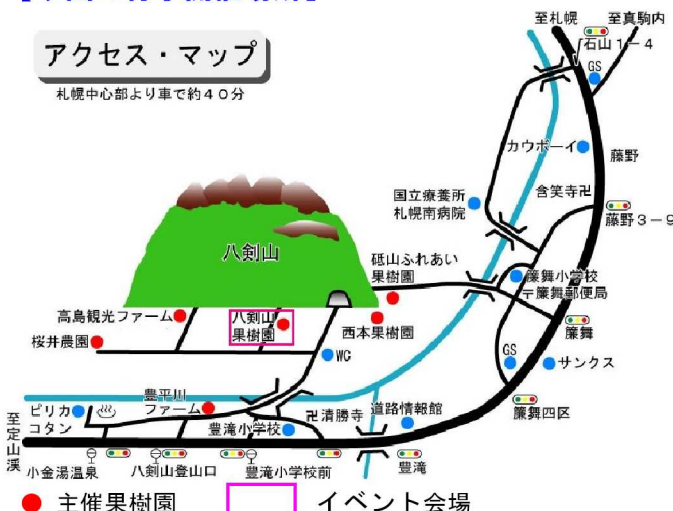 アクセス・マップ
札幌中心部より車で約４０分
至札幌
至真駒内
石山１－４
GS
カウボーイ
藤野
含笑寺卍
国立療養所
札幌南病院
藤野３－９
八剣山
砥山ふれあい
果樹園
簾舞小学校
〒簾舞郵便局
高島観光ファーム
八剣山
果樹園
西本果樹園
簾舞
桜井農園
WC
GS
サンクス
豊平川
ファーム
ピリカ
コタン
卍清勝寺
道路情報館
簾舞四区
豊滝小学校
至定山渓
小金湯温泉
八剣山登山口
豊滝小学校前
豊滝
主催果樹園
イベント会場